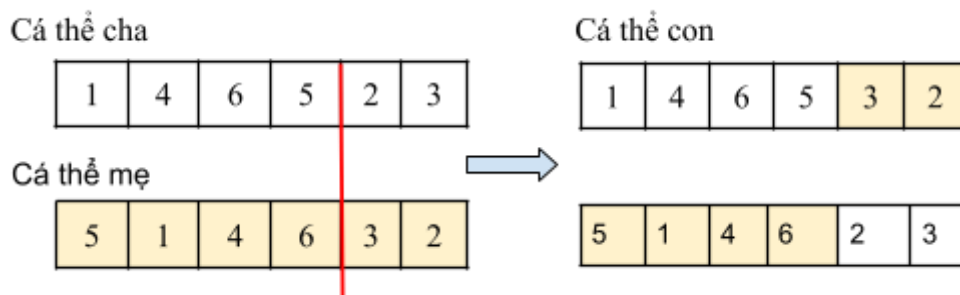 Cá thể cha
1 4 6 5 2 3
Cá thể mẹ
5 1 4 6 3 2
Cá thể con
1 4 6 5 3 2
5 1 4 6 2 3